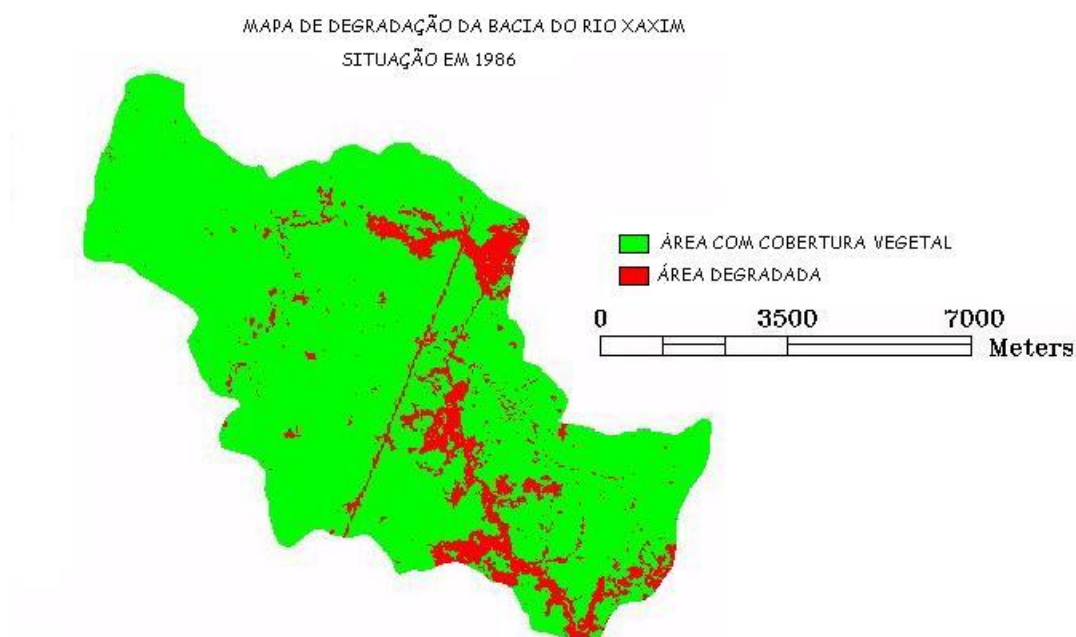 MAPA DE DEGRADAÇÃO DA BACIA DO RIO XAXIM
SITUAÇÃO EM 1986
ÁREA COM COBERTURA VEGETAL
ÁREA DEGRADADA
0 3500 7000
Meters